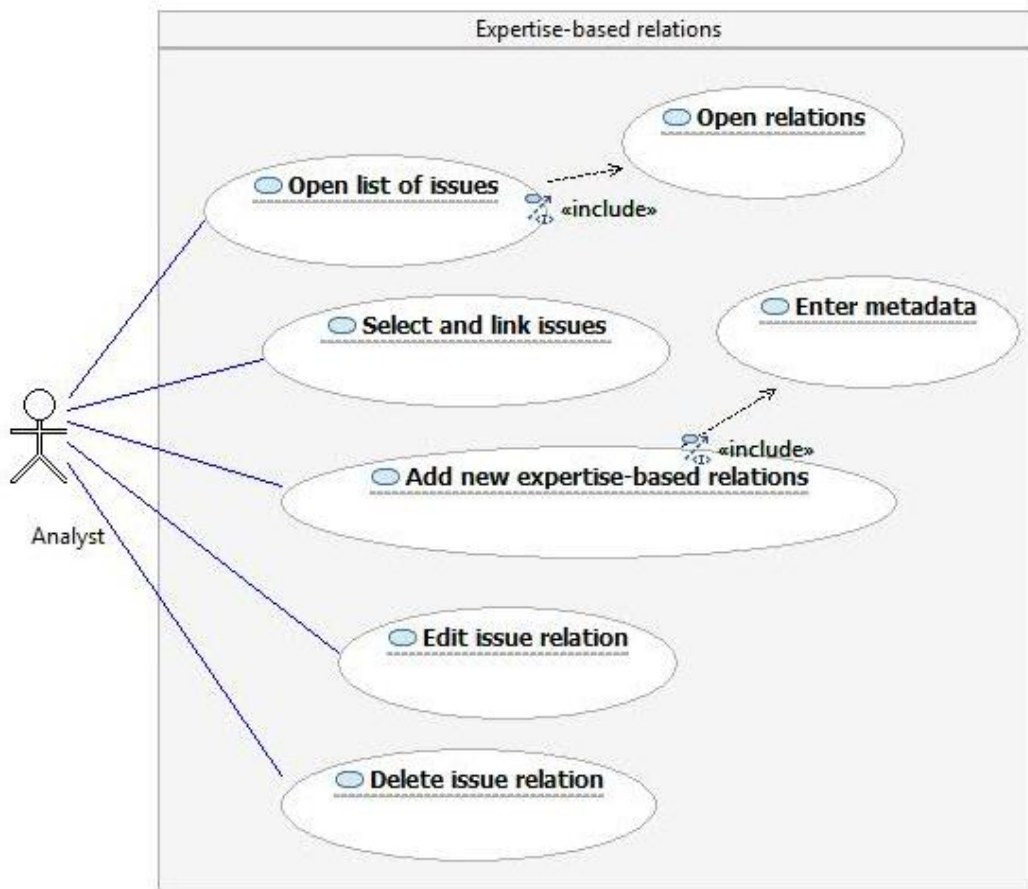 Expertise-based relations
Open relations
Open list of issues
«include»
Enter metadata
Select and link issues
«include»
Add new expertise-based relations
Analyst
Edit issue relation
Delete issue relation